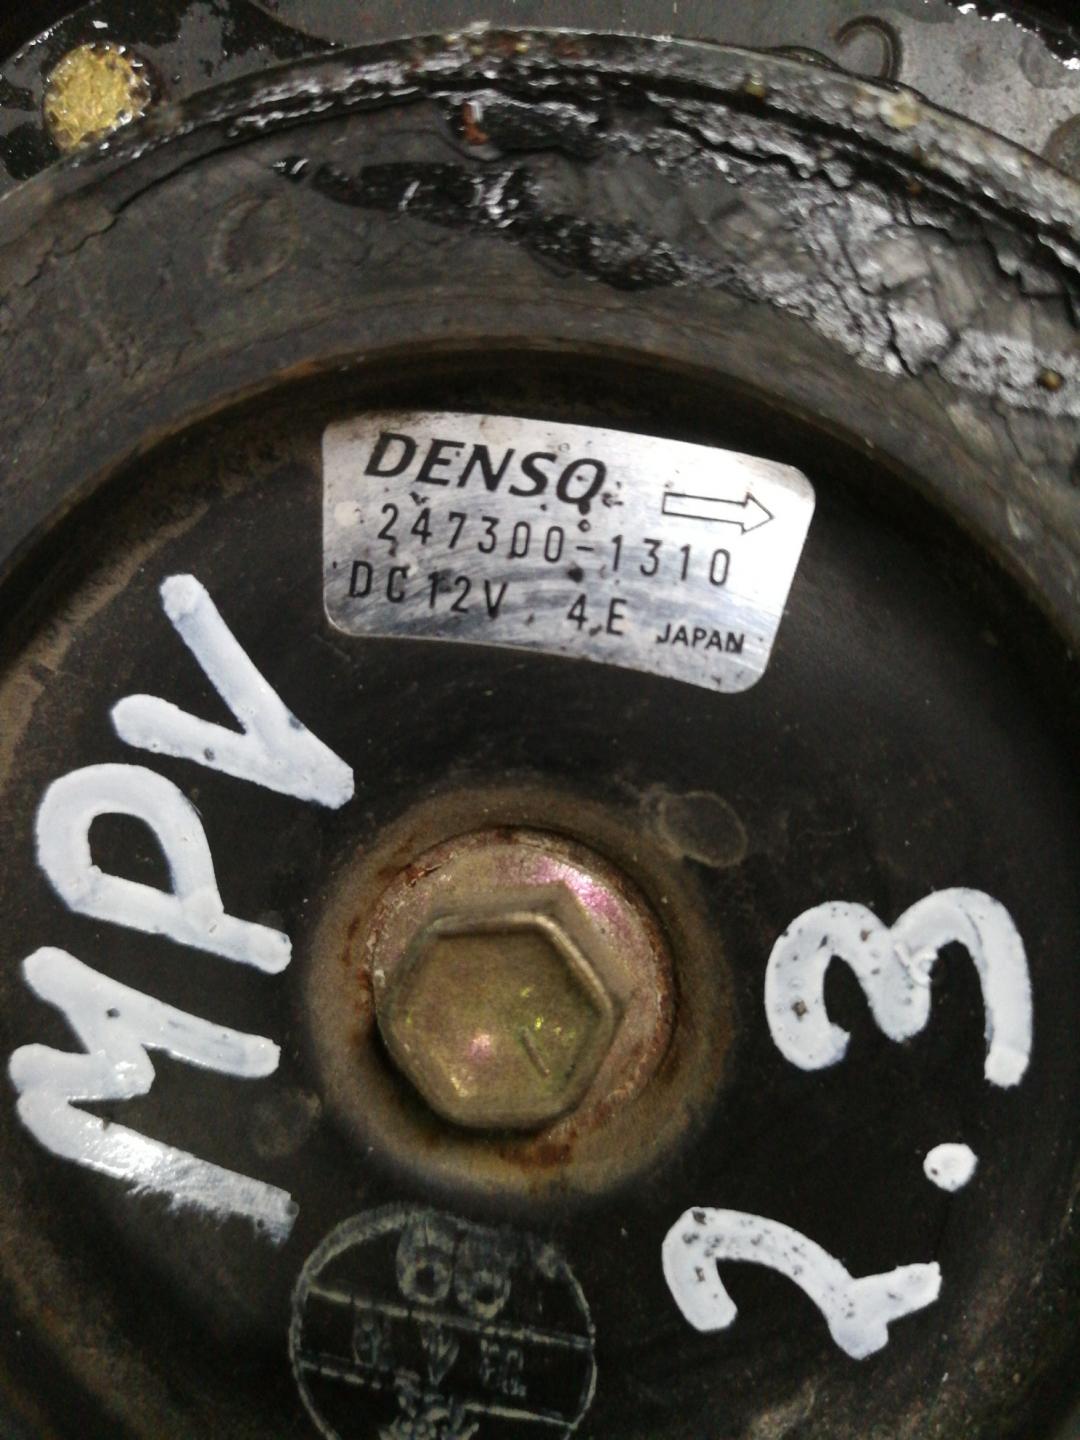 DENSO
247300-1310
DC12V 4.E JAPAN
MPV
2.3